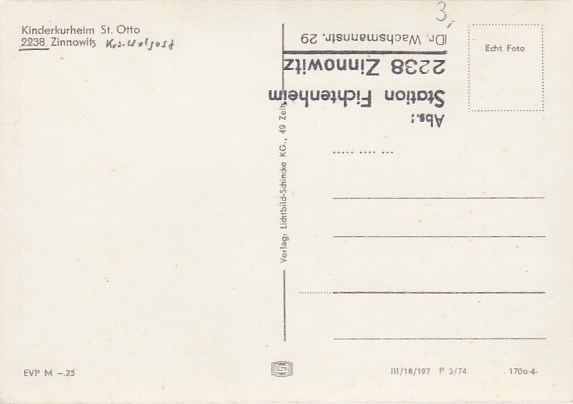 Kinderkurheim St. Otto
2238 Zinnowitz Krs. Wolgast
3,
Echt Foto
Abs.:
Station Fichtenheim
2238 Zinnowitz
Dr. Wachsmannstr. 29
Verlag: Lichtbild-Schincke KG., 49 Zeitz
EVP M -.25
III/18/197 P 3/74 170a-4-